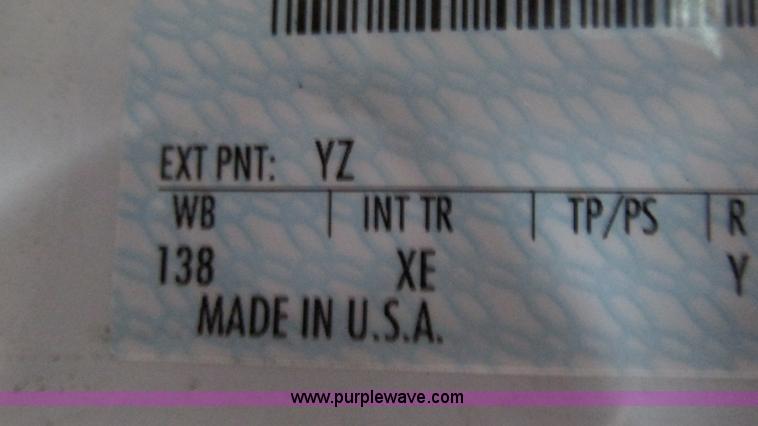 EXT PNT: YZ
WB | INT TR | TP/PS | R
138 XE Y
MADE IN U.S.A.
www.purplewave.com